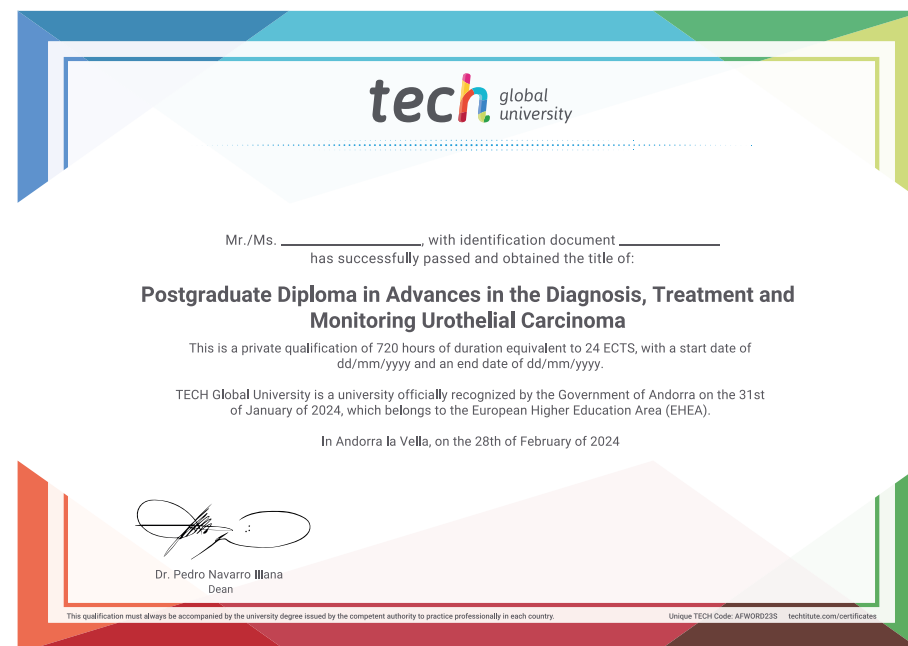 tech global university
Mr./Ms. ____________________, with identification document ______________
has successfully passed and obtained the title of:
Postgraduate Diploma in Advances in the Diagnosis, Treatment and
Monitoring Urothelial Carcinoma
This is a private qualification of 720 hours of duration equivalent to 24 ECTS, with a start date of
dd/mm/yyyy and an end date of dd/mm/yyyy.
TECH Global University is a university officially recognized by the Government of Andorra on the 31st
of January of 2024, which belongs to the European Higher Education Area (EHEA).
In Andorra la Vella, on the 28th of February of 2024
Dr. Pedro Navarro Illana
Dean
This qualification must always be accompanied by the university degree issued by the competent authority to practice professionally in each country.
Unique TECH Code: AFWORD23S techtitute.com/certificates